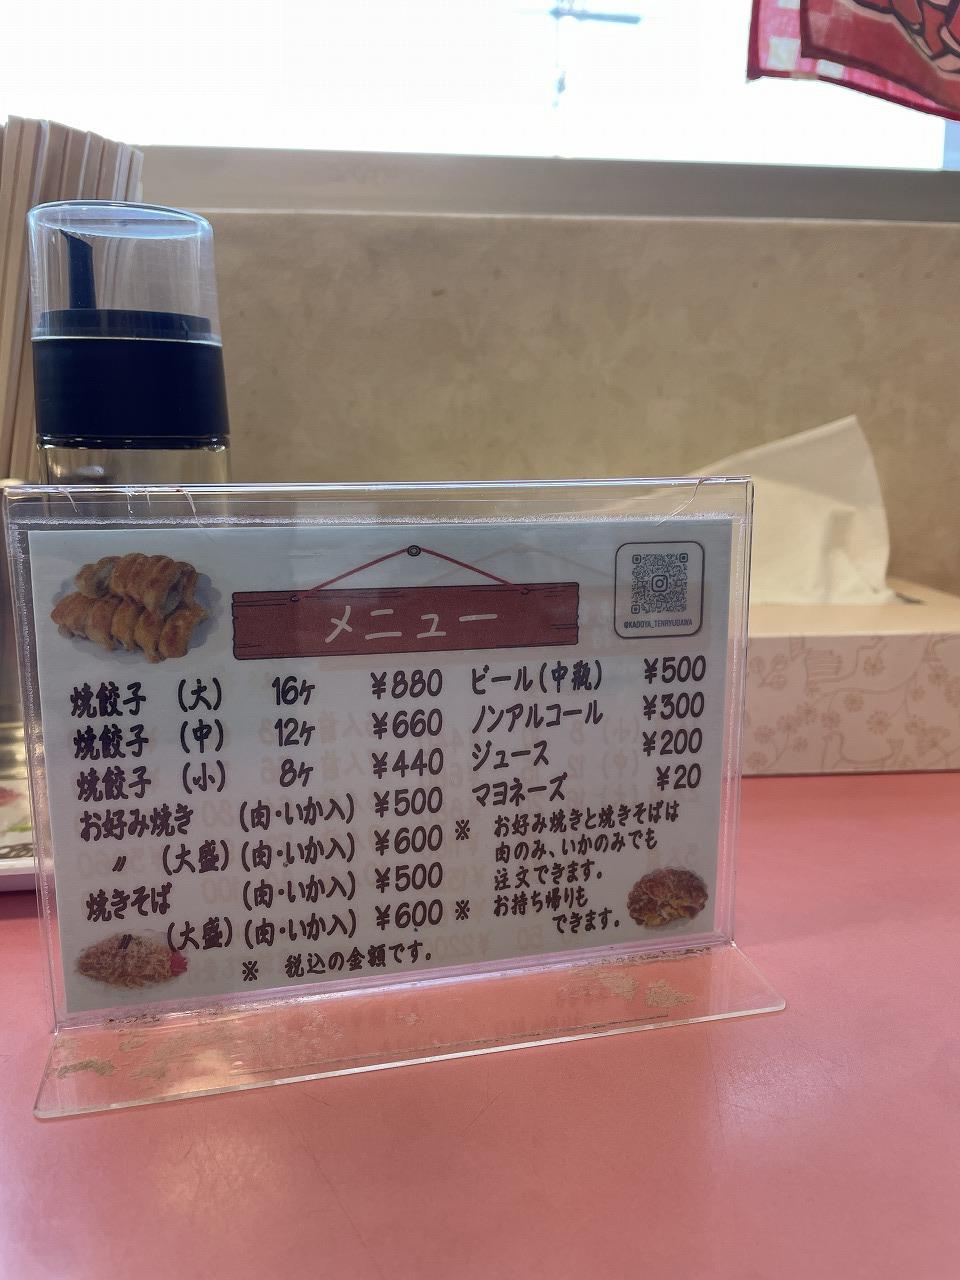 メニュー
@KADOYA_TENRYUGAWA
焼餃子 (大) 16ケ ¥880
焼餃子 (中) 12ケ ¥660
焼餃子 (小) 8ケ ¥440
お好み焼き (肉・いか入) ¥500
〃 (大盛)(肉・いか入) ¥600
焼きそば (肉・いか入) ¥500
〃 (大盛)(肉・いか入) ¥600
※ 税込の金額です。
ビール(中瓶) ¥500
ノンアルコール ¥300
ジュース ¥200
マヨネーズ ¥20
※ お好み焼きと焼きそばは
肉のみ、いかのみでも
注文できます。
※ お持ち帰りも
できます。